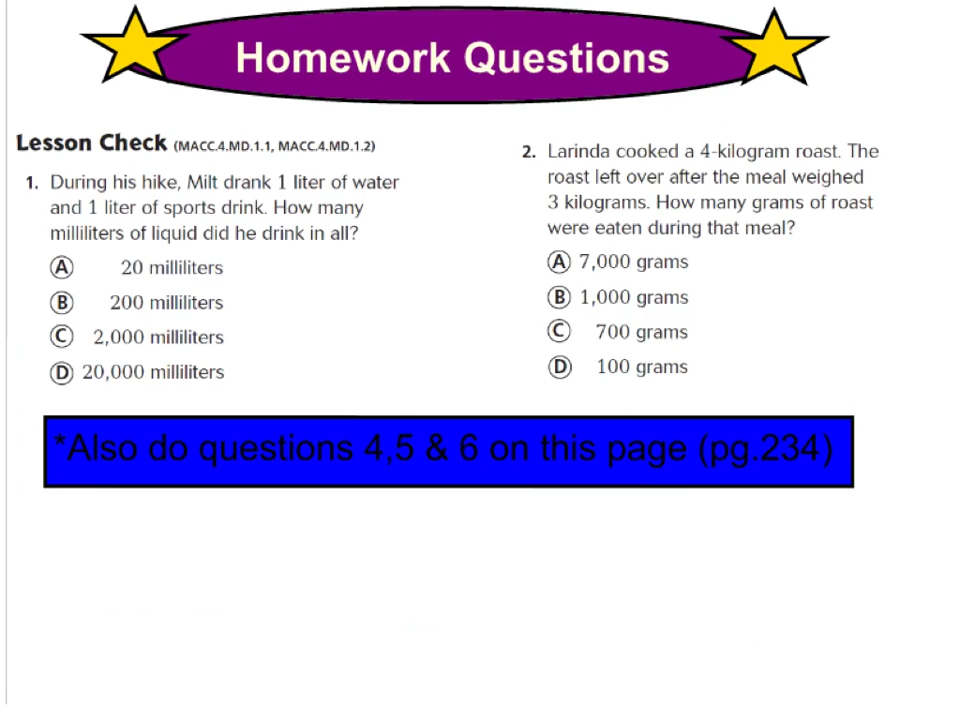 Homework Questions
Lesson Check (MACC.4.MD.1.1, MACC.4.MD.1.2)
1. During his hike, Milt drank 1 liter of water
and 1 liter of sports drink. How many
milliliters of liquid did he drink in all?
A 20 milliliters
B 200 milliliters
C 2,000 milliliters
D 20,000 milliliters
2. Larinda cooked a 4-kilogram roast. The
roast left over after the meal weighed
3 kilograms. How many grams of roast
were eaten during that meal?
A 7,000 grams
B 1,000 grams
C 700 grams
D 100 grams
*Also do questions 4,5 & 6 on this page (pg.234)